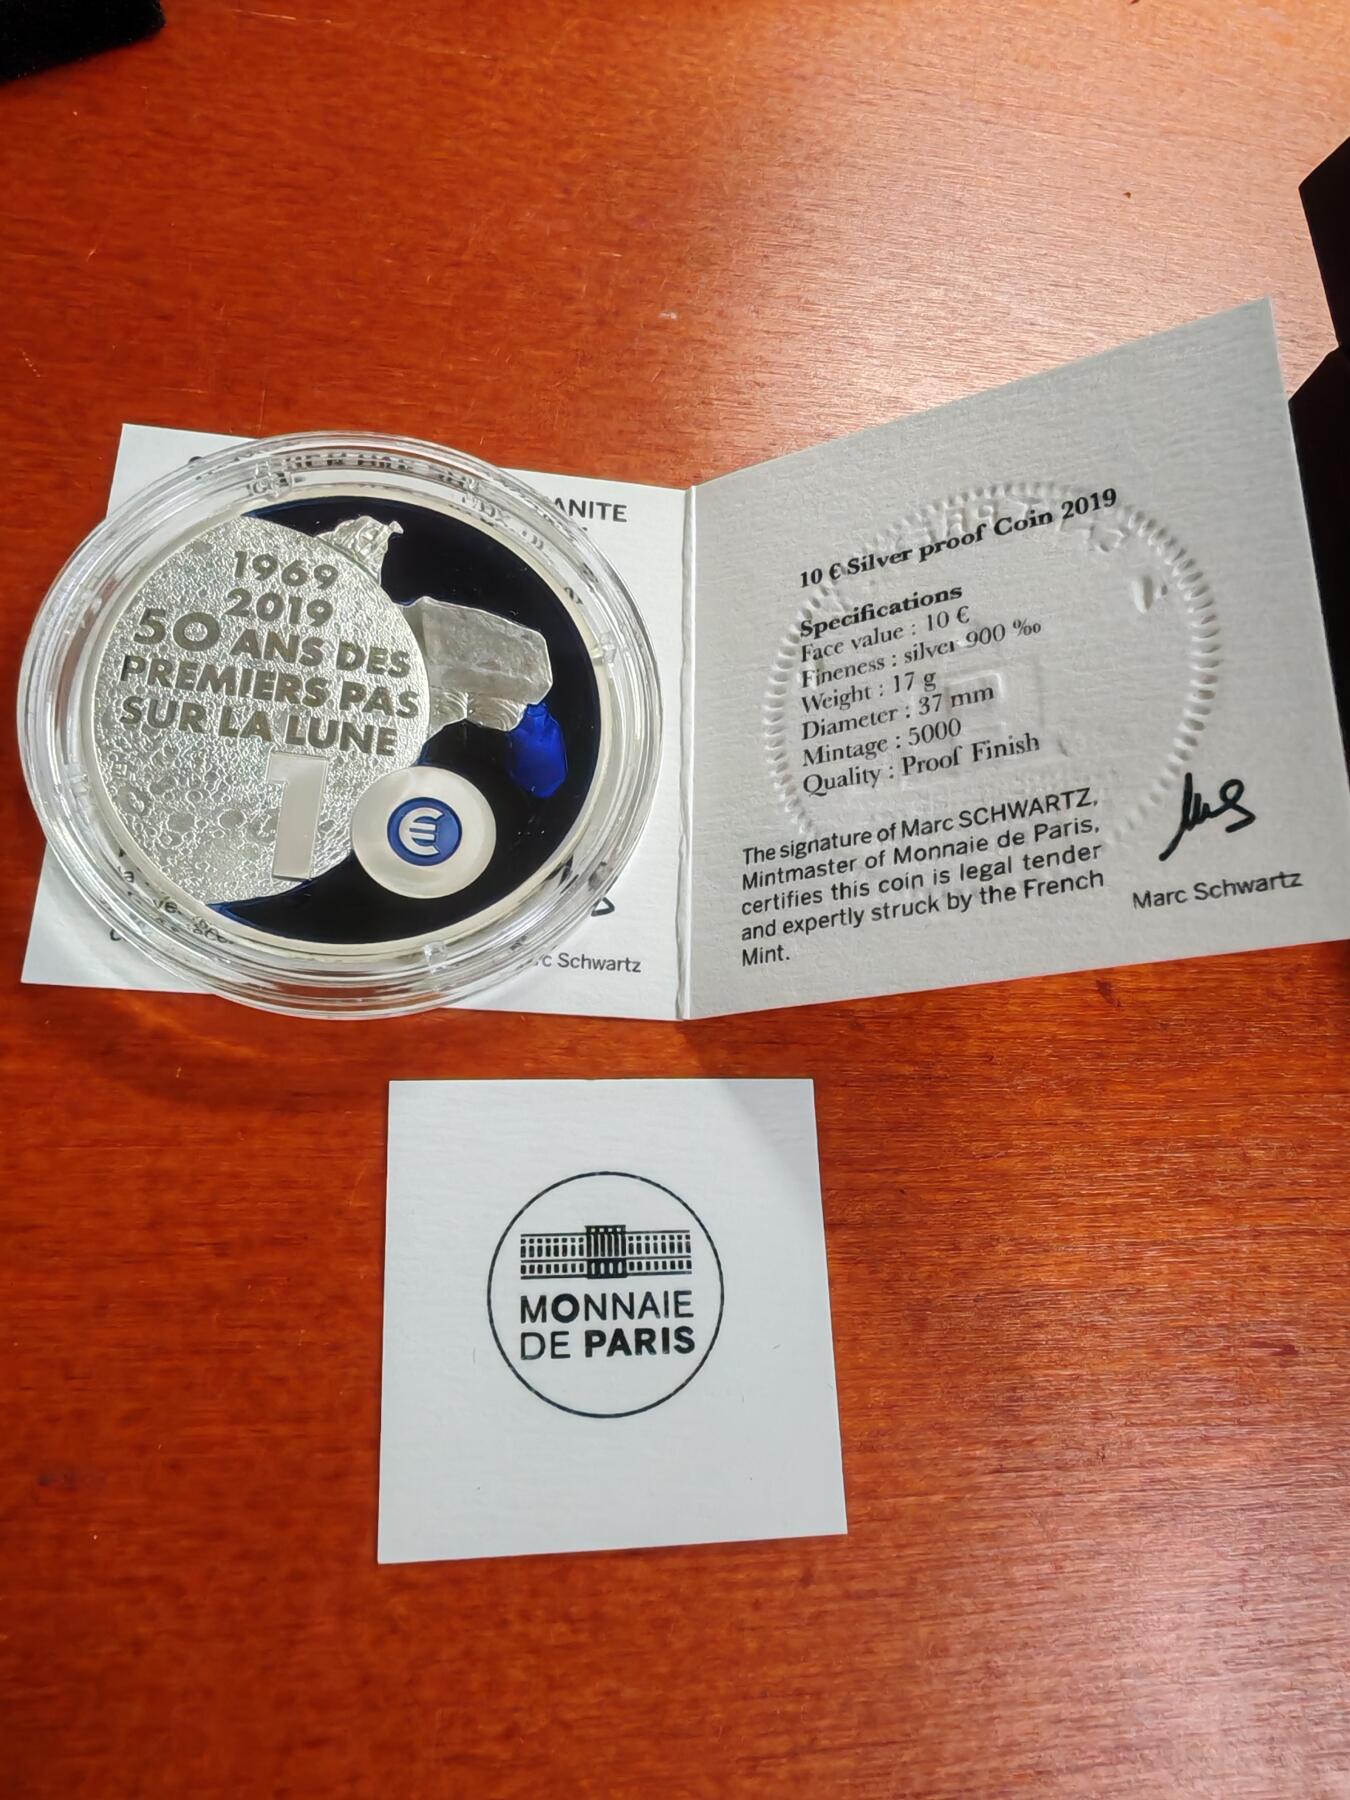 ANITE
1969
2019
50 ANS DES
PREMIERS PAS
SUR LA LUNE
10
€
Schwartz
10 € Silver proof Coin 2019
Specifications
Face value : 10 €
Fineness : silver 900 ‰
Weight : 17 g
Diameter : 37 mm
Mintage : 5000
Quality : Proof Finish
The signature of Marc SCHWARTZ,
Mintmaster of Monnaie de Paris,
certifies this coin is legal tender
and expertly struck by the French
Mint.
Marc Schwartz
MONNAIE
DE PARIS